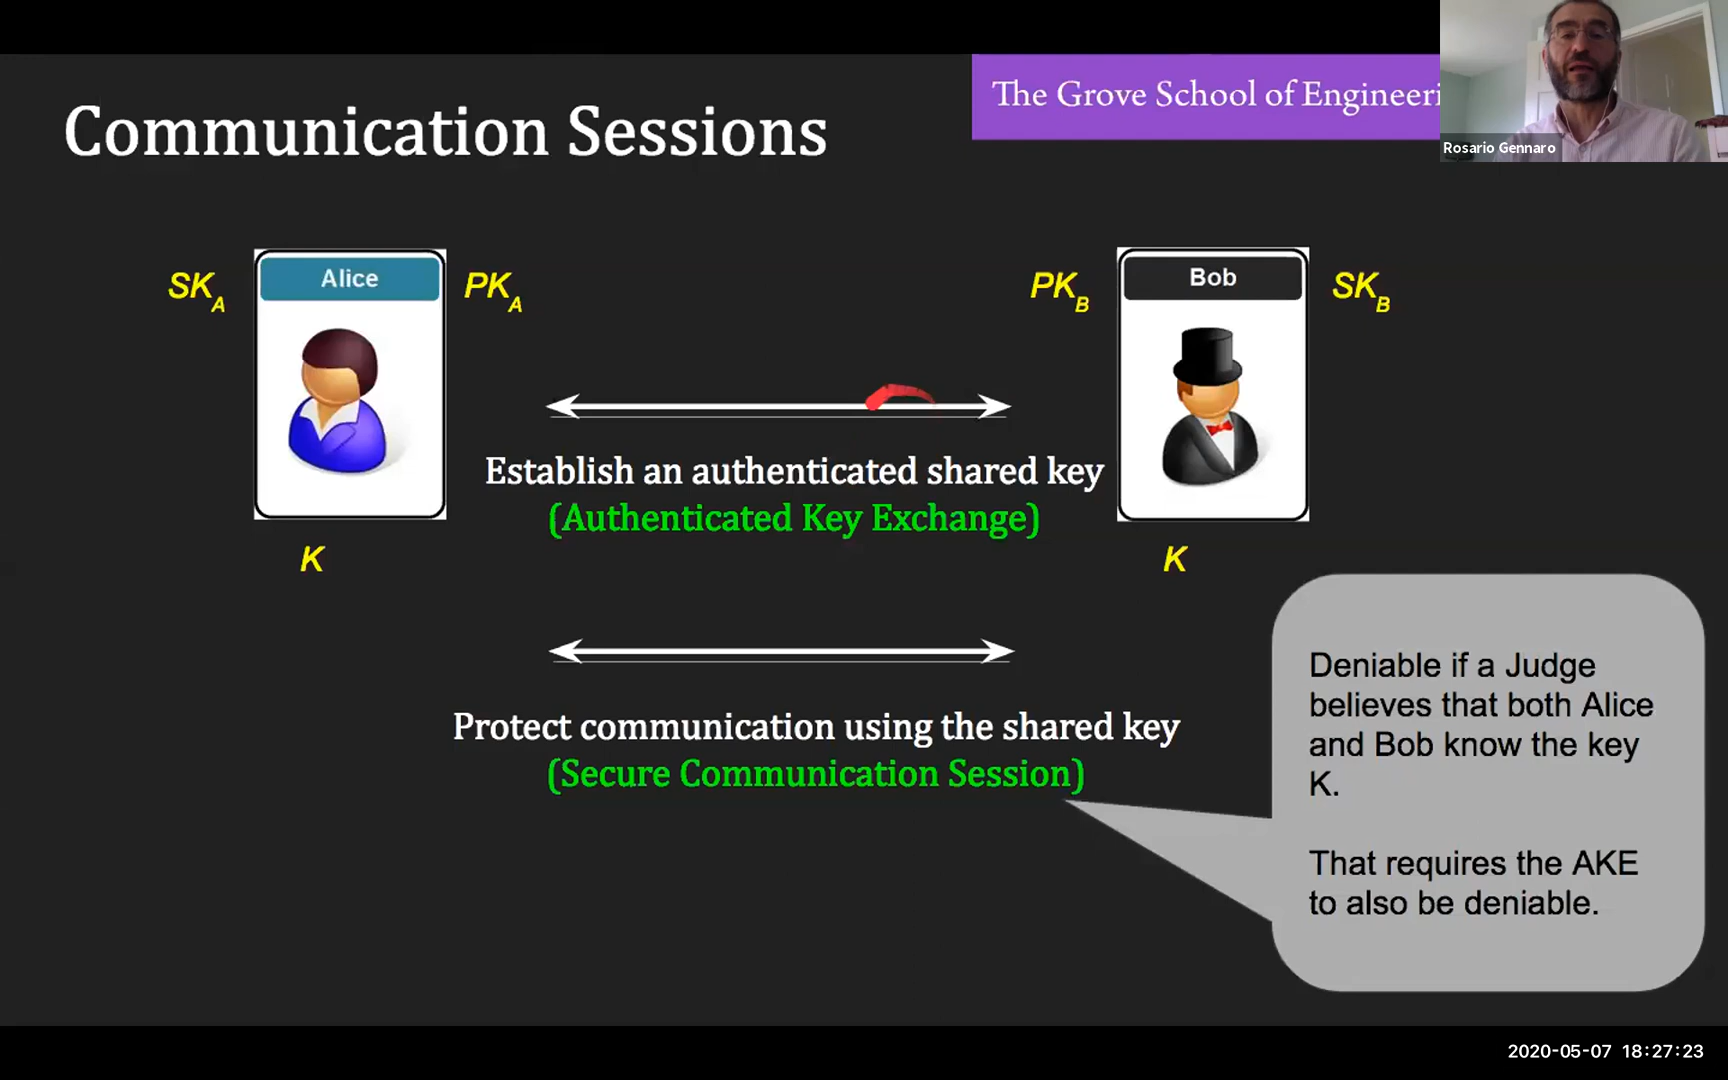 The Grove School of Engineeri
Rosario Gennaro
Communication Sessions
SKA
Alice
PKA
PKB
Bob
SKB
Establish an authenticated shared key
(Authenticated Key Exchange)
K
K
Protect communication using the shared key
(Secure Communication Session)
Deniable if a Judge
believes that both Alice
and Bob know the key
K.
That requires the AKE
to also be deniable.
2020-05-07 18:27:23